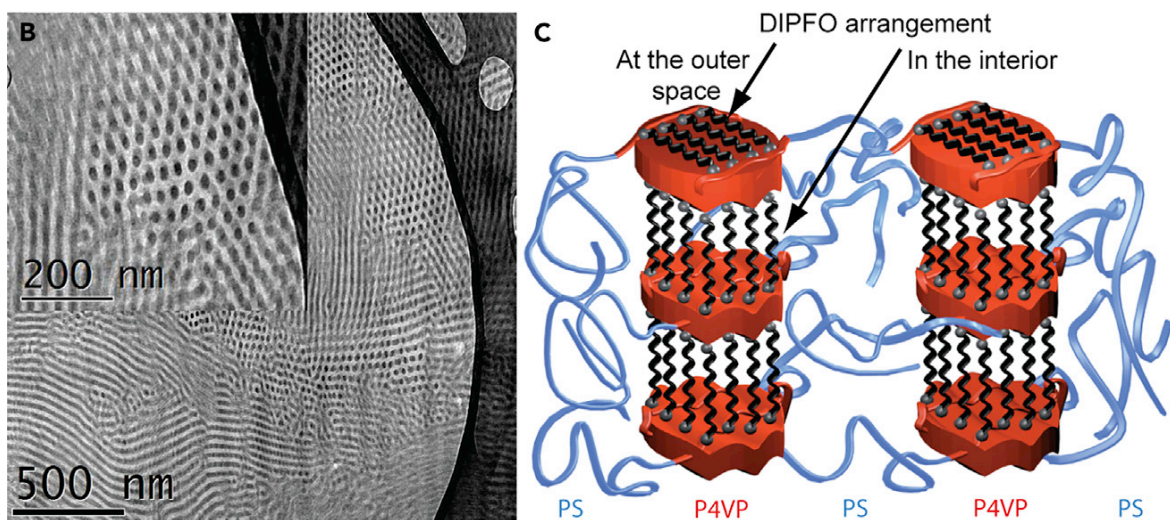 B
200 nm
500 nm
C
DIPFO arrangement
At the outer
space
In the interior
PS
P4VP
PS
P4VP
PS